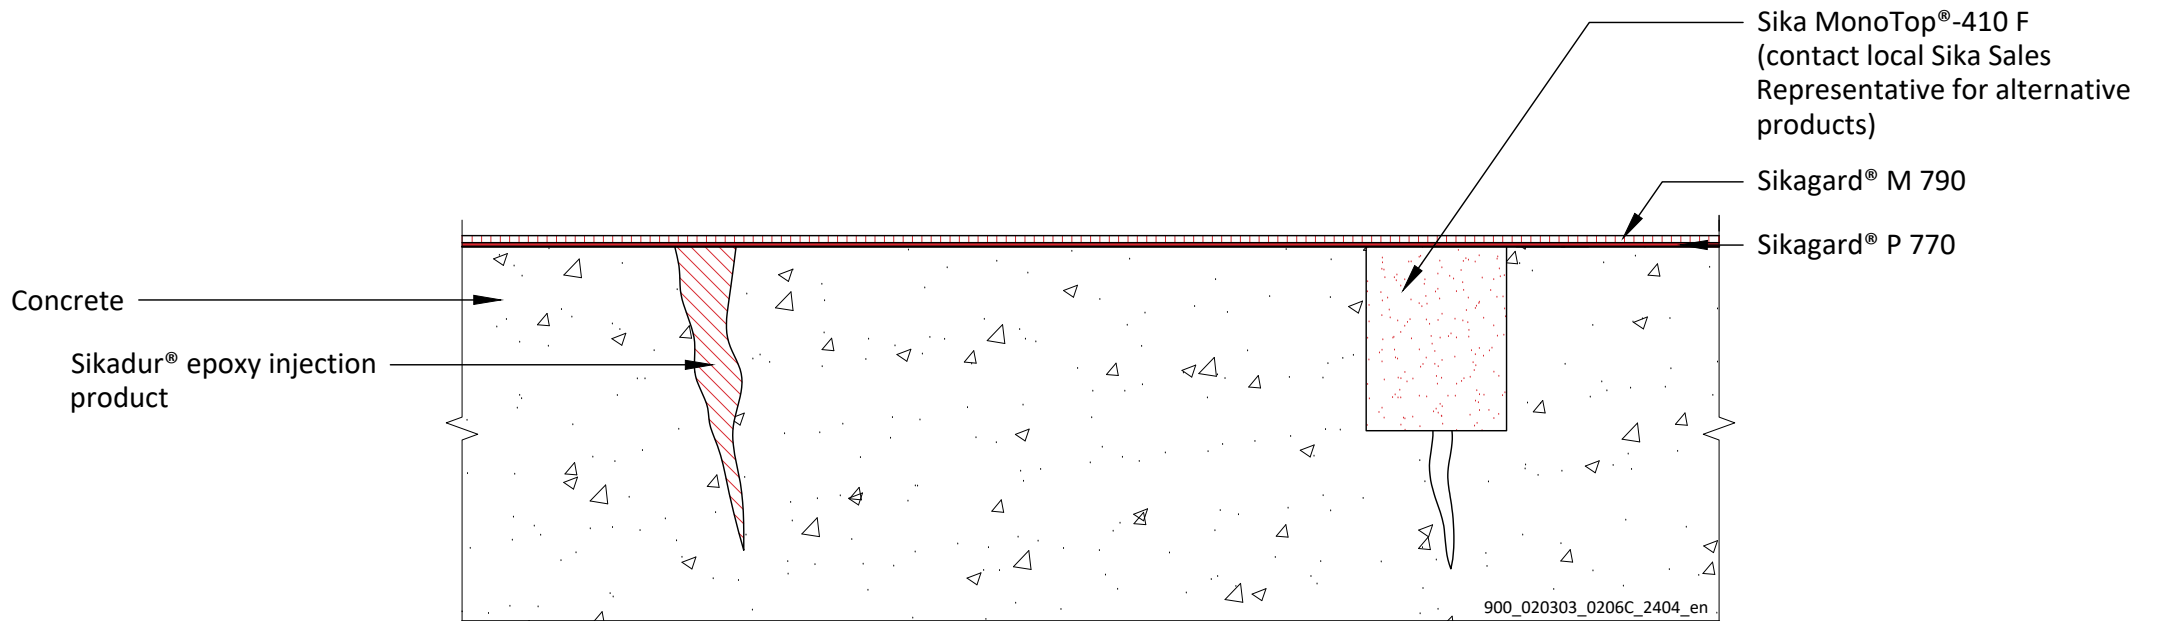 Sika MonoTop®-410 F
(contact local Sika Sales
Representative for alternative
products)
Sikagard® M 790
Sikagard® P 770
Concrete
Sikadur® epoxy injection
product
900_020303_0206C_2404_en